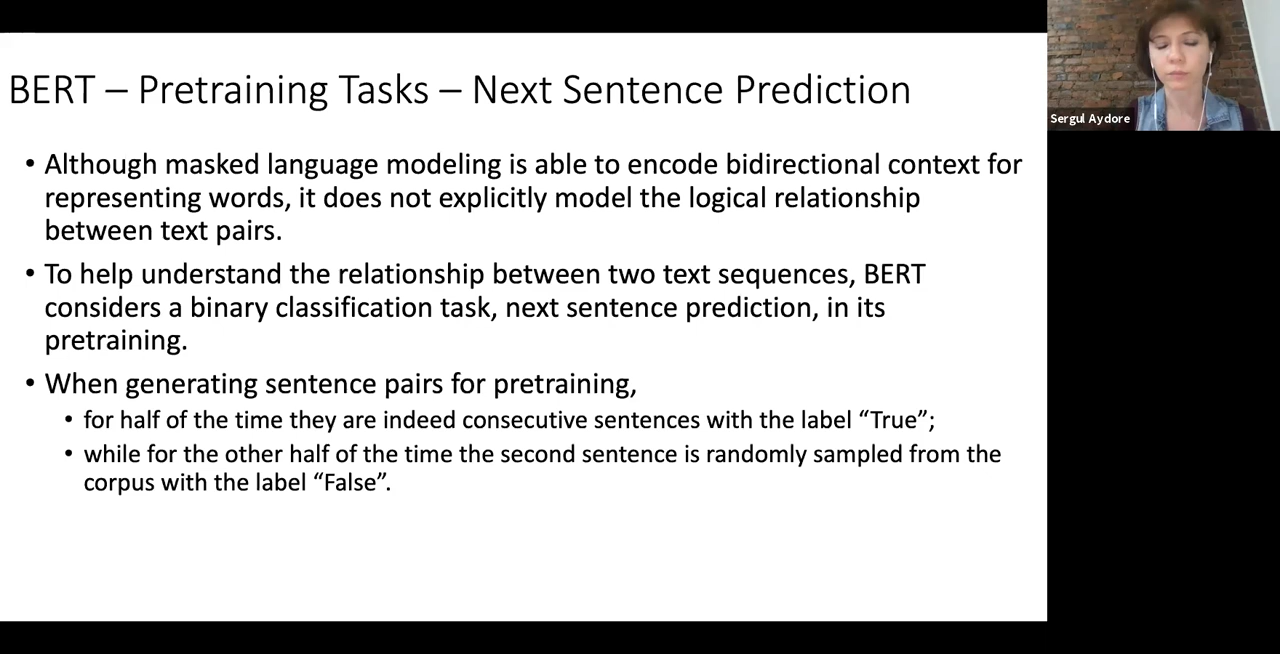 BERT – Pretraining Tasks – Next Sentence Prediction
• Although masked language modeling is able to encode bidirectional context for
representing words, it does not explicitly model the logical relationship
between text pairs.
• To help understand the relationship between two text sequences, BERT
considers a binary classification task, next sentence prediction, in its
pretraining.
• When generating sentence pairs for pretraining,
• for half of the time they are indeed consecutive sentences with the label “True”;
• while for the other half of the time the second sentence is randomly sampled from the
corpus with the label “False”.
Sergul Aydore